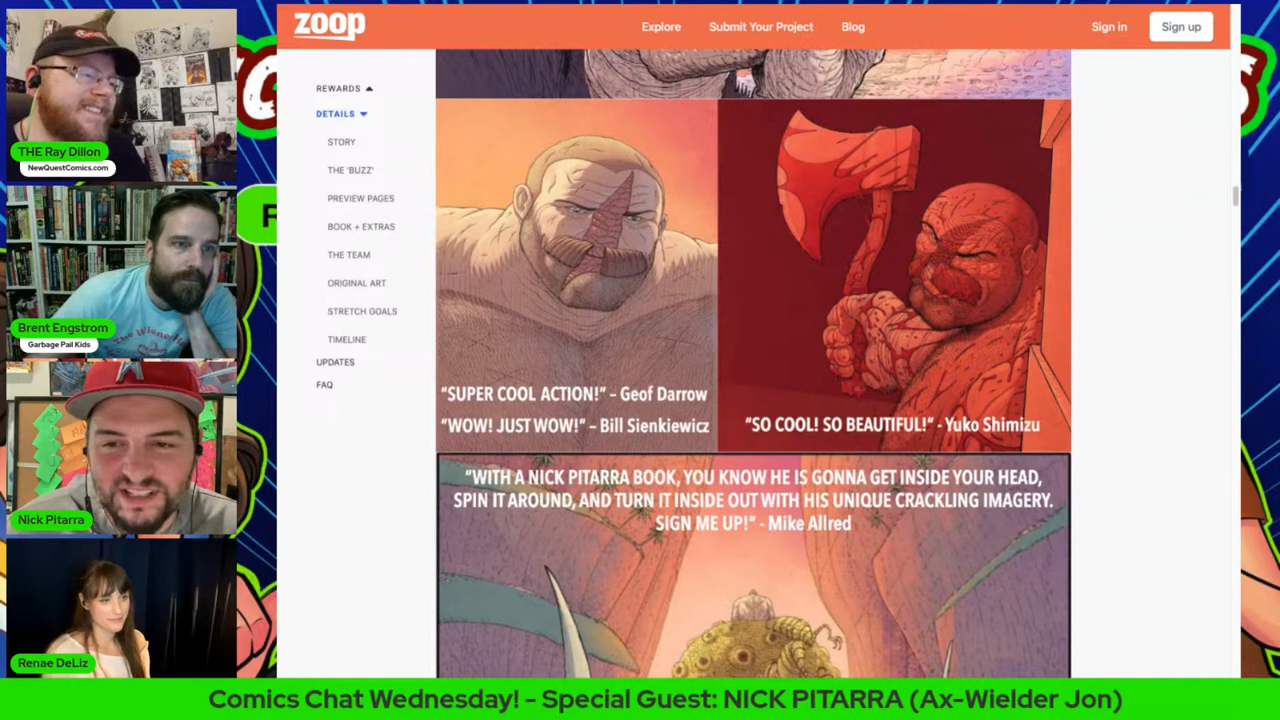 THE Ray Dillon
NewQuestComics.com
Brent Engstrom
Garbage Pail Kids
Nick Pitarra
Renae DeLiz
zoop
Explore
Submit Your Project
Blog
Sign in
Sign up
REWARDS
DETAILS
STORY
THE 'BUZZ'
PREVIEW PAGES
BOOK + EXTRAS
THE TEAM
ORIGINAL ART
STRETCH GOALS
TIMELINE
UPDATES
FAQ
“SUPER COOL ACTION!” – Geof Darrow
“WOW! JUST WOW!” – Bill Sienkiewicz
“SO COOL! SO BEAUTIFUL!” - Yuko Shimizu
“WITH A NICK PITARRA BOOK, YOU KNOW HE IS GONNA GET INSIDE YOUR HEAD,
SPIN IT AROUND, AND TURN IT INSIDE OUT WITH HIS UNIQUE CRACKLING IMAGERY.
SIGN ME UP!” - Mike Allred
Comics Chat Wednesday! - Special Guest: NICK PITARRA (Ax-Wielder Jon)